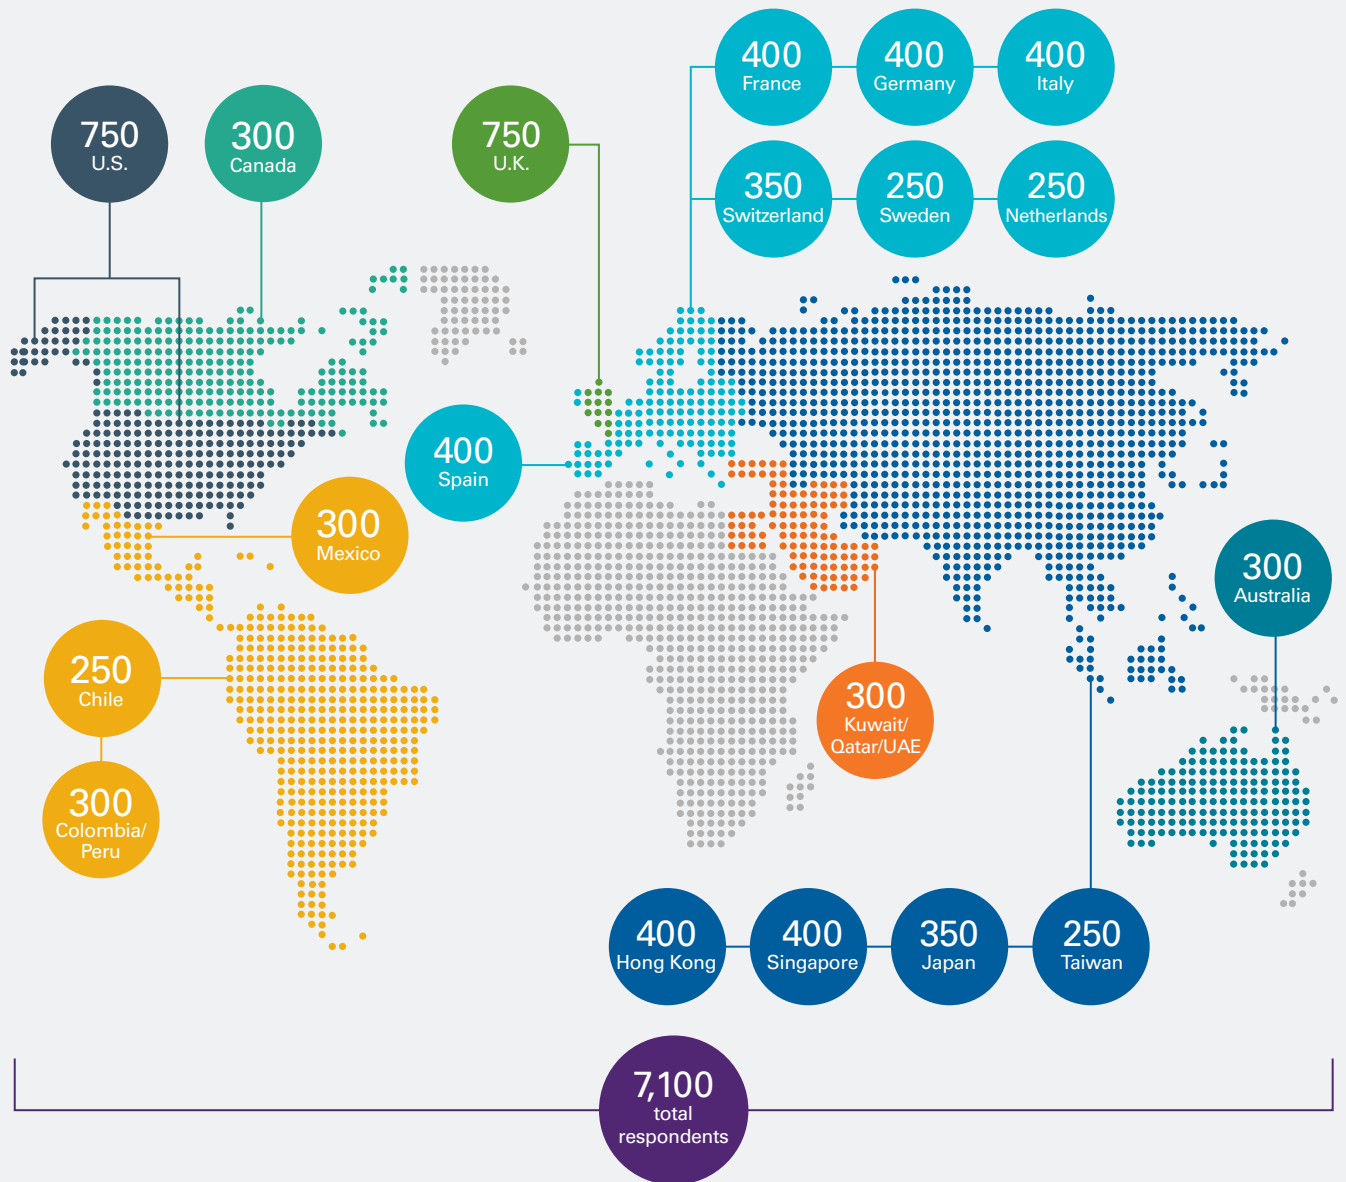 400
France
400
Germany
400
Italy
750
U.S.
300
Canada
750
U.K.
350
Switzerland
250
Sweden
250
Netherlands
400
Spain
300
Mexico
300
Australia
250
Chile
300
Kuwait/
Qatar/UAE
300
Colombia/
Peru
400
Hong Kong
400
Singapore
350
Japan
250
Taiwan
7,100
total
respondents